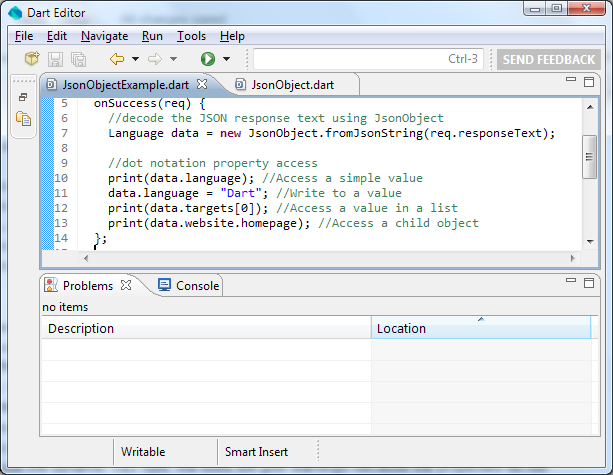 Dart Editor
File Edit Navigate Run Tools Help
Ctrl-3 SEND FEEDBACK
JsonObjectExample.dart JsonObject.dart
5 onSuccess(req) {
6 //decode the JSON response text using JsonObject
7 Language data = new JsonObject.fromJsonString(req.responseText);
8
9 //dot notation property access
10 print(data.language); //Access a simple value
11 data.language = "Dart"; //Write to a value
12 print(data.targets[0]); //Access a value in a list
13 print(data.website.homepage); //Access a child object
14 };
Problems Console
no items
Description Location
Writable Smart Insert